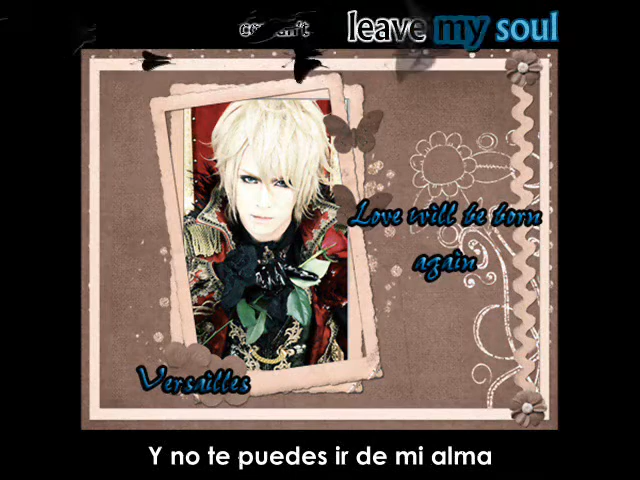 leave my soul
Love will be born
again
Versailles
Y no te puedes ir de mi alma